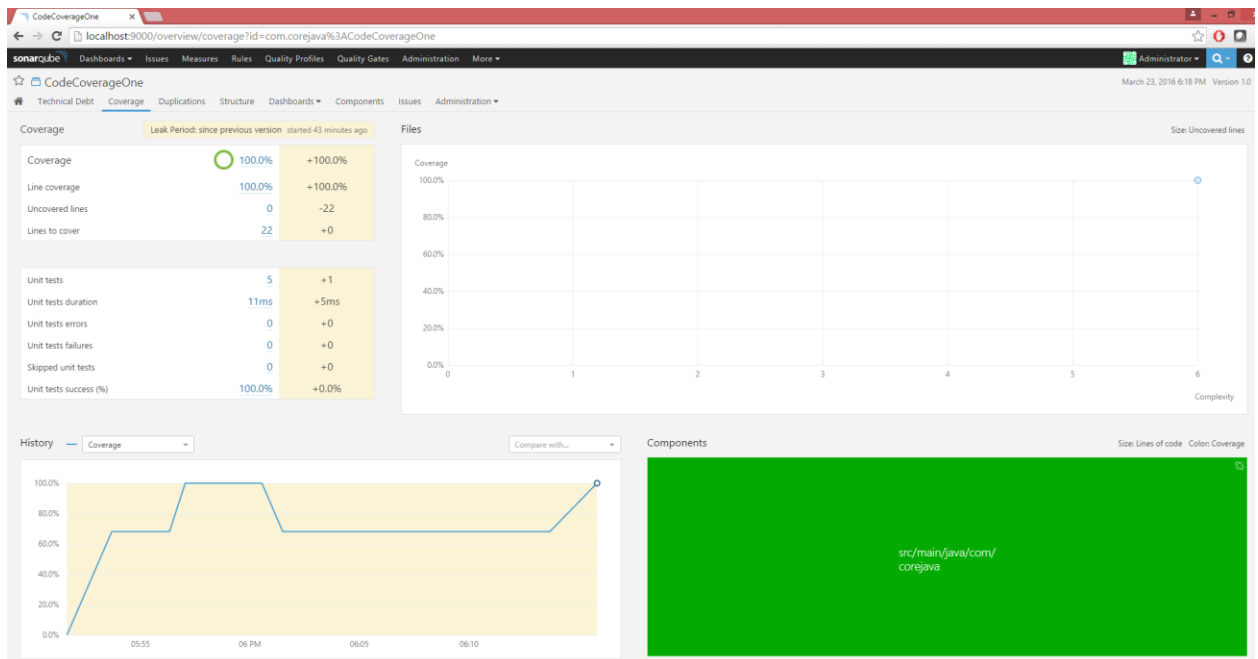 CodeCoverageOne
localhost:9000/overview/coverage?id=com.corejava%3ACodeCoverageOne
sonarqube Dashboards Issues Measures Rules Quality Profiles Quality Gates Administration More Administrator
CodeCoverageOne March 23, 2016 6:18 PM Version 1.0
Technical Debt Coverage Duplications Structure Dashboards Components Issues Administration
Coverage Leak Period: since previous version started 43 minutes ago
Coverage 100.0% +100.0%
Line coverage 100.0% +100.0%
Uncovered lines 0 -22
Lines to cover 22 +0
Unit tests 5 +1
Unit tests duration 11ms +5ms
Unit tests errors 0 +0
Unit tests failures 0 +0
Skipped unit tests 0 +0
Unit tests success (%) 100.0% +0.0%
Files Size: Uncovered lines
Coverage
100.0%
80.0%
60.0%
40.0%
20.0%
0.0%
0 1 2 3 4 5 6
Complexity
History Coverage Compare with...
100.0%
80.0%
60.0%
40.0%
20.0%
0.0%
05:55 06 PM 06:05 06:10
Components Size: Lines of code Color: Coverage
src/main/java/com/
corejava